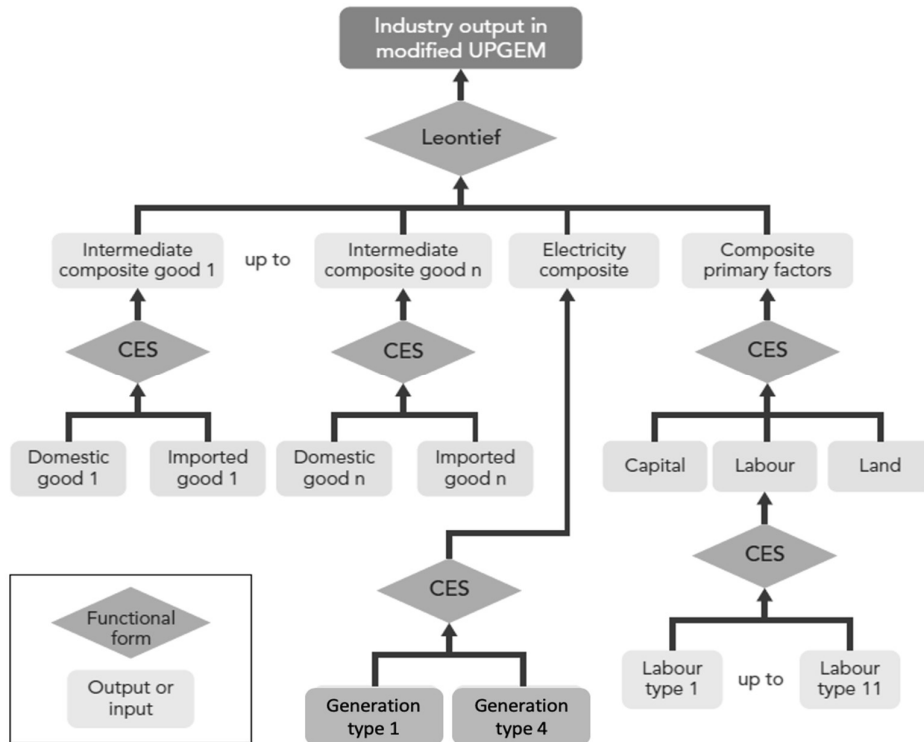 Industry output in
modified UPGEM
Leontief
Intermediate
composite good 1
up to
Intermediate
composite good n
Electricity
composite
Composite
primary factors
CES
CES
CES
Domestic
good 1
Imported
good 1
Domestic
good n
Imported
good n
Capital
Labour
Land
CES
CES
Functional
form
Output or
input
Generation
type 1
Generation
type 4
Labour
type 1
up to
Labour
type 11